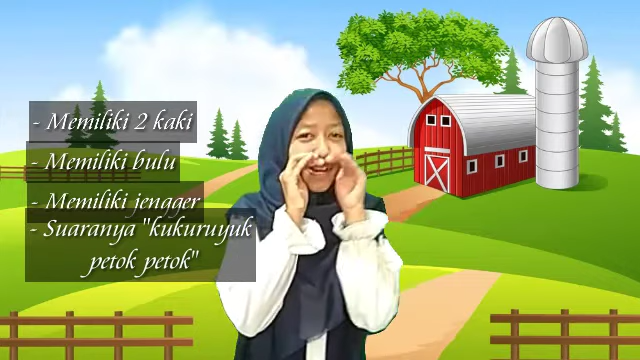 - Memiliki 2 kaki
- Memiliki bulu
- Memiliki jengger
- Suaranya "kukuruyuk
petok petok"